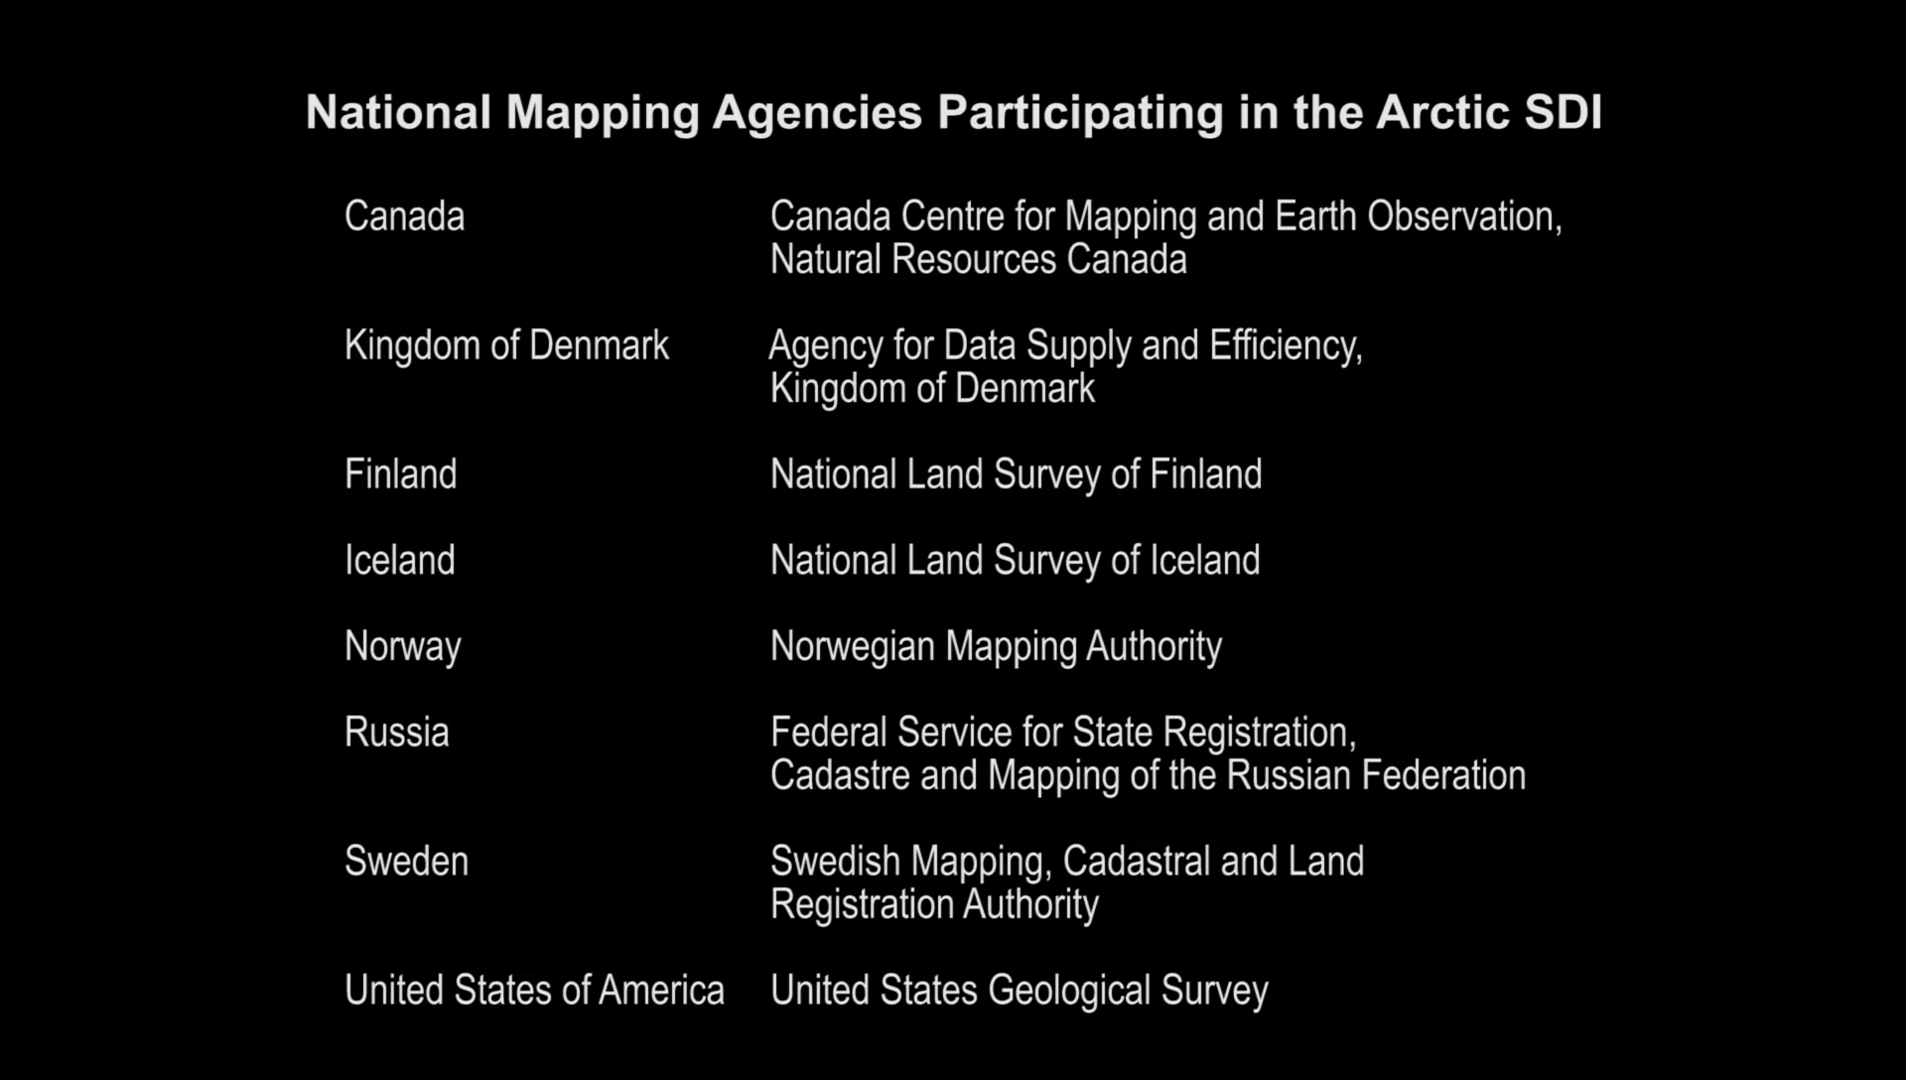 National Mapping Agencies Participating in the Arctic SDI
Canada Canada Centre for Mapping and Earth Observation,
Natural Resources Canada
Kingdom of Denmark Agency for Data Supply and Efficiency,
Kingdom of Denmark
Finland National Land Survey of Finland
Iceland National Land Survey of Iceland
Norway Norwegian Mapping Authority
Russia Federal Service for State Registration,
Cadastre and Mapping of the Russian Federation
Sweden Swedish Mapping, Cadastral and Land
Registration Authority
United States of America United States Geological Survey